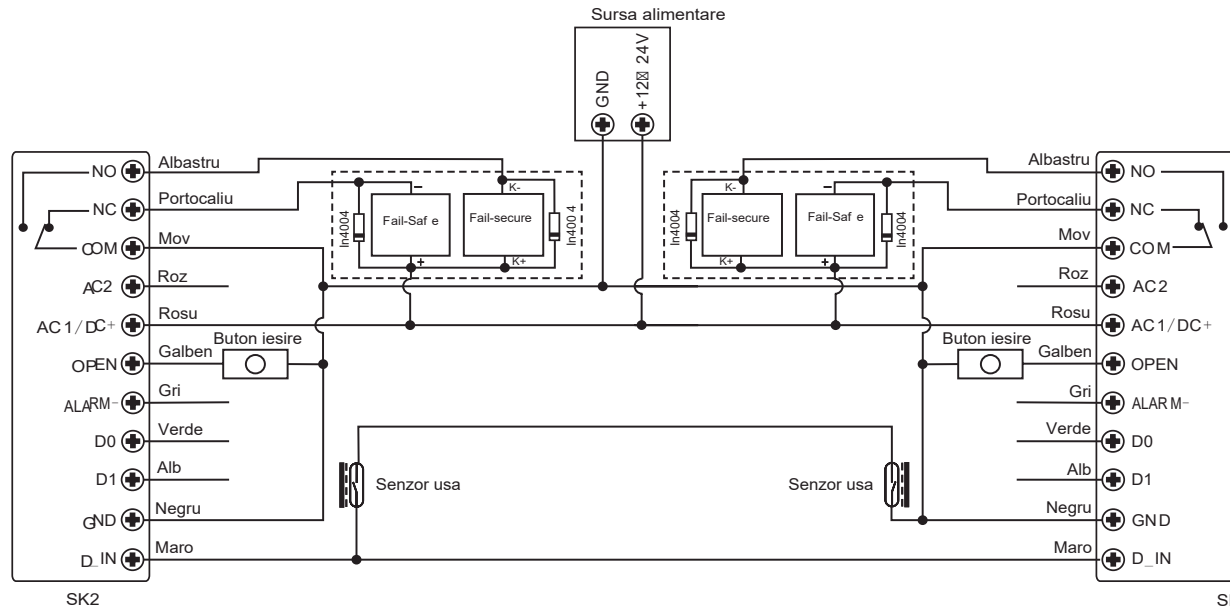 Sursa alimentare
GND
+12 24V
NO
Albastru
NC
Portocaliu
COM
Mov
AC2
Roz
AC1/DC+
Rosu
OPEN
Galben
Buton iesire
ALARM-
Gri
D0
Verde
D1
Alb
GND
Negru
D_IN
Maro
SK2
In4004
-
Fail-Saf e
+
K-
Fail-secure
K+
In400 4
Senzor usa
In4004
K-
Fail-secure
K+
-
Fail-Saf e
+
In4004
Senzor usa
Albastru
NO
Portocaliu
NC
Mov
COM
Roz
AC2
Rosu
AC1/DC+
Buton iesire
Galben
OPEN
Gri
ALAR M-
Verde
D0
Alb
D1
Negru
GND
Maro
D_IN